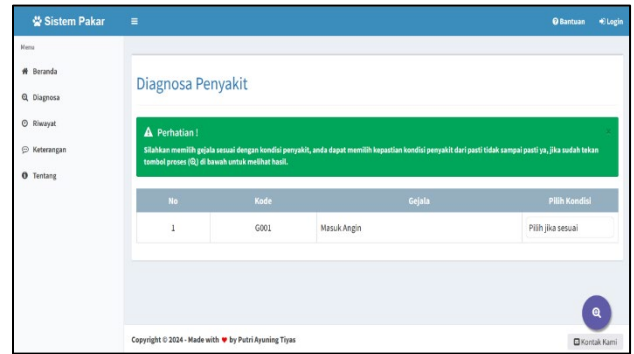 Sistem Pakar
Bantuan Login
Menu
Beranda
Diagnosa
Riwayat
Keterangan
Tentang
Diagnosa Penyakit
Perhatian !
Silahkan memilih gejala sesuai dengan kondisi penyakit, anda dapat memilih kepastian kondisi penyakit dari pasti tidak sampai pasti ya, jika sudah tekan
tombol proses () di bawah untuk melihat hasil.
No Kode Gejala Pilih Kondisi
1 G001 Masuk Angin Pilih jika sesuai
Copyright © 2024 - Made with ♥ by Putri Ayuning Tiyas
Kontak Kami